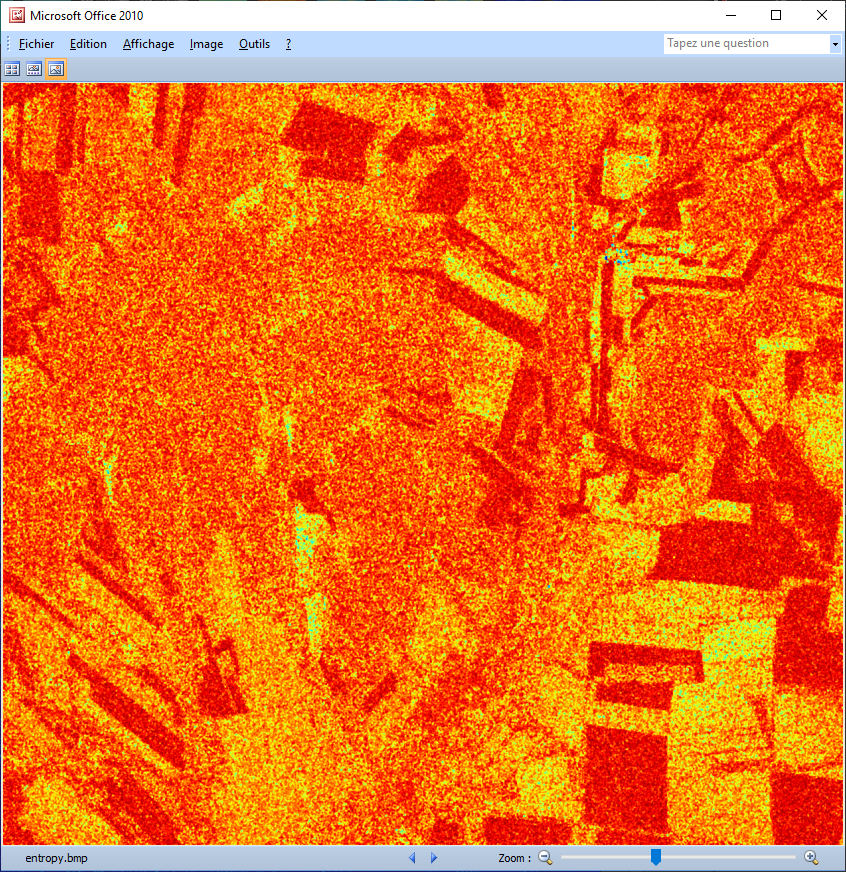 Microsoft Office 2010
Fichier Edition Affichage Image Outils ?
Tapez une question
entropy.bmp
Zoom :